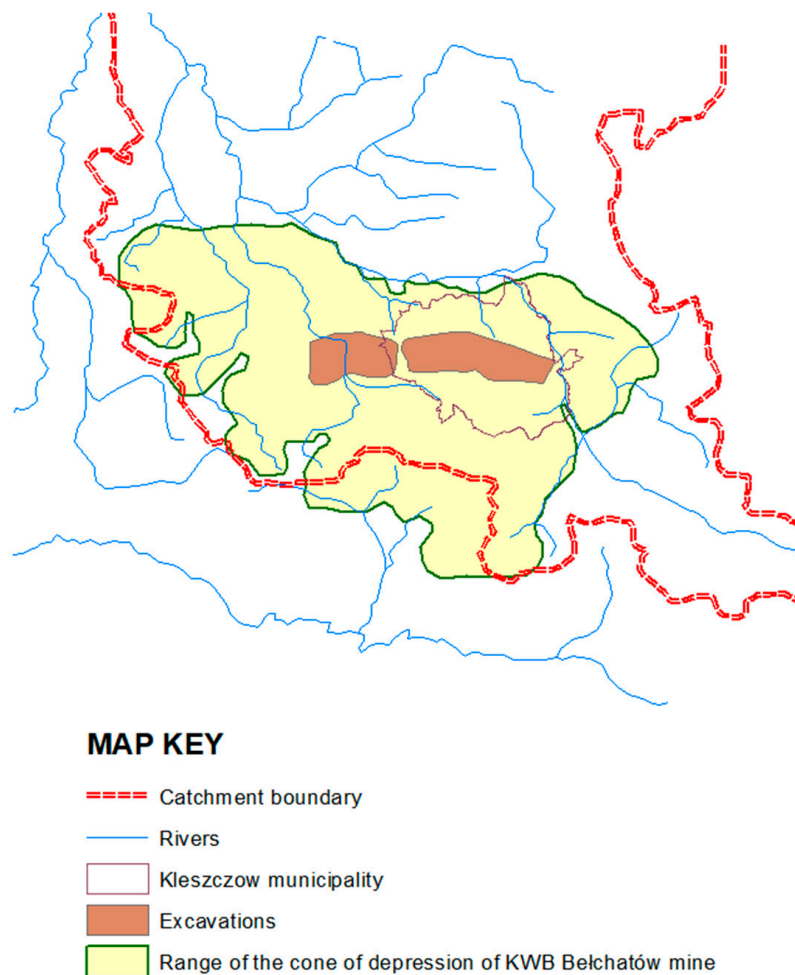 MAP KEY
Catchment boundary
Rivers
Kleszczow municipality
Excavations
Range of the cone of depression of KWB Bełchatów mine